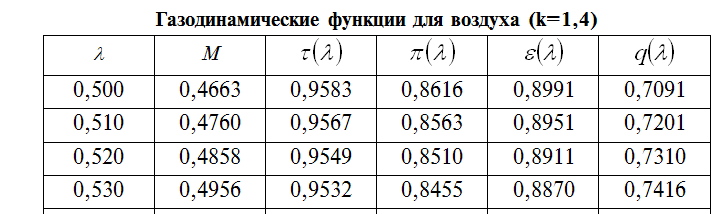 Газодинамические функции для воздуха (k=1,4)
λ M τ(λ) π(λ) ε(λ) q(λ)
0,500 0,4663 0,9583 0,8616 0,8991 0,7091
0,510 0,4760 0,9567 0,8563 0,8951 0,7201
0,520 0,4858 0,9549 0,8510 0,8911 0,7310
0,530 0,4956 0,9532 0,8455 0,8870 0,7416